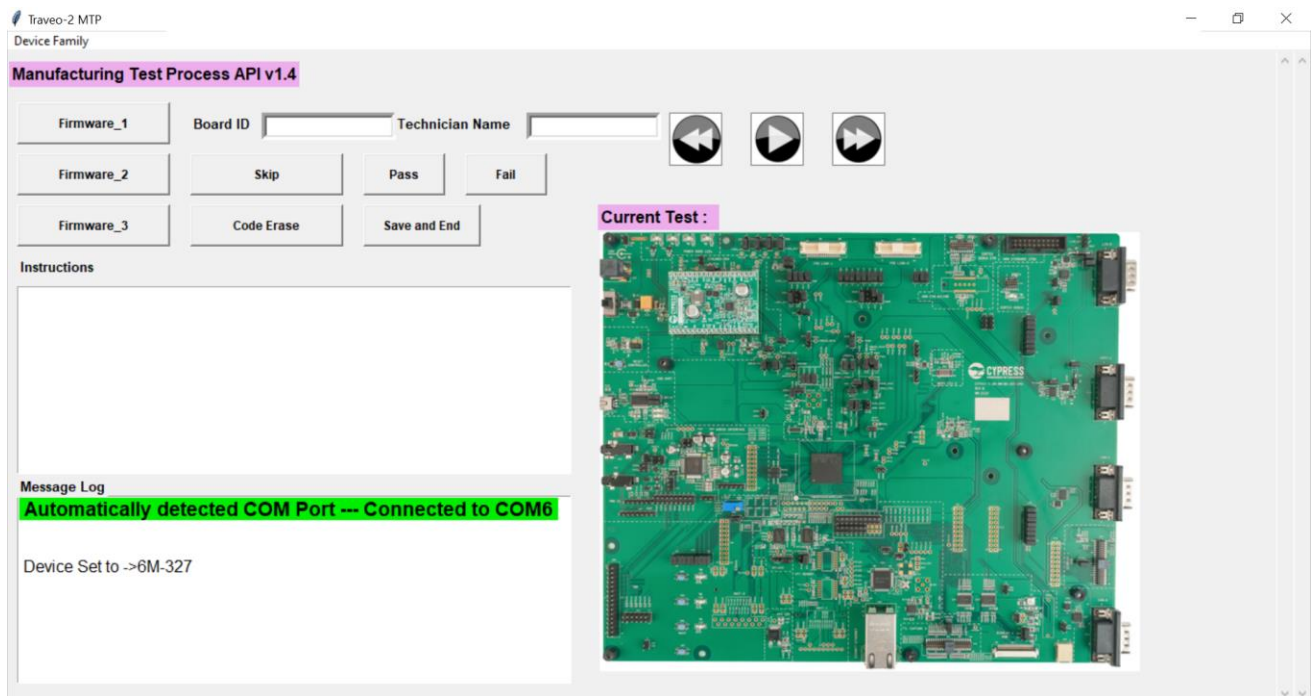 Traveo-2 MTP
Device Family
Manufacturing Test Process API v1.4
Firmware_1
Board ID
Technician Name
Firmware_2
Skip
Pass
Fail
Firmware_3
Code Erase
Save and End
Current Test :
Instructions
CYPRESS
Message Log
Automatically detected COM Port --- Connected to COM6
Device Set to ->6M-327